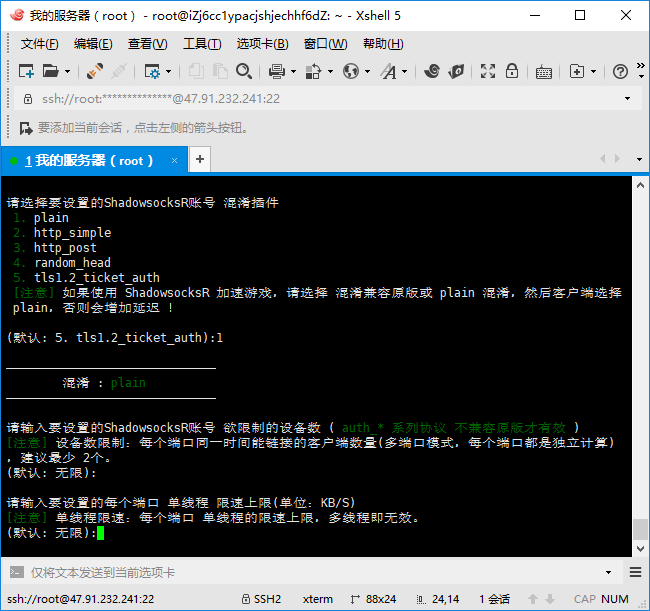 我的服务器（root） - root@iZj6cc1ypacjshjechhf6dZ: ~ - Xshell 5
文件(F) 编辑(E) 查看(V) 工具(T) 选项卡(B) 窗口(W) 帮助(H)
ssh://root:**************@47.91.232.241:22
要添加当前会话，点击左侧的箭头按钮。
1 我的服务器（root）
请选择要设置的ShadowsocksR账号 混淆插件
1. plain
2. http_simple
3. http_post
4. random_head
5. tls1.2_ticket_auth
[注意] 如果使用 ShadowsocksR 加速游戏，请选择 混淆兼容原版或 plain 混淆，然后客户端选择
plain，否则会增加延迟 !
(默认: 5. tls1.2_ticket_auth):1
混淆 : plain
请输入要设置的ShadowsocksR账号 欲限制的设备数 ( auth_* 系列协议 不兼容原版才有效 )
[注意] 设备数限制：每个端口同一时间能链接的客户端数量(多端口模式，每个端口都是独立计算)
，建议最少 2个。
(默认: 无限):
请输入要设置的每个端口 单线程 限速上限(单位：KB/S)
[注意] 单线程限速：每个端口 单线程的限速上限，多线程即无效。
(默认: 无限):
仅将文本发送到当前选项卡
ssh://root@47.91.232.241:22 SSH2 xterm 88x24 24,14 1 会话 CAP NUM